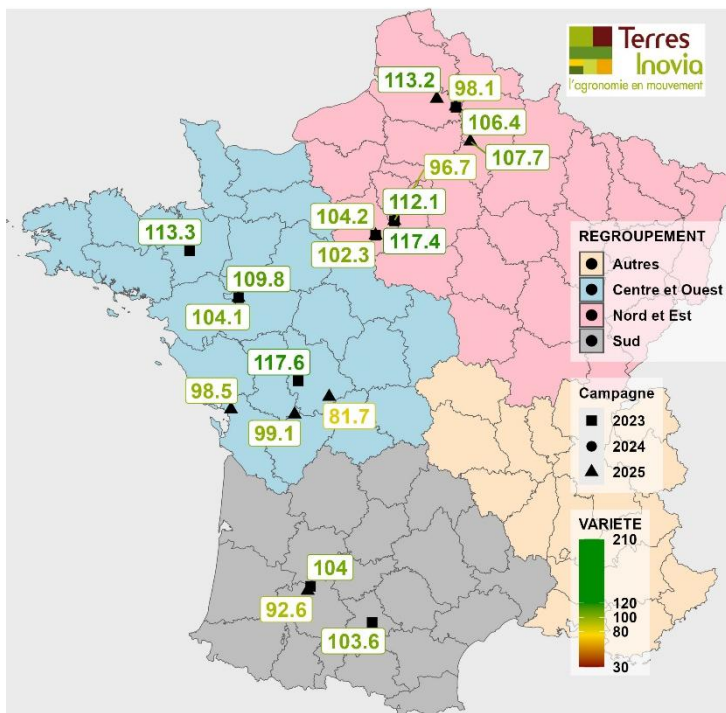 Terres
Inovia
l'agronomie en mouvement
113.2
98.1
106.4
107.7
96.7
112.1
104.2
117.4
102.3
113.3
109.8
104.1
117.6
98.5
99.1
81.7
104
92.6
103.6
REGROUPEMENT
Autres
Centre et Ouest
Nord et Est
Sud
Campagne
2023
2024
2025
VARIETE
210
120
100
80
30